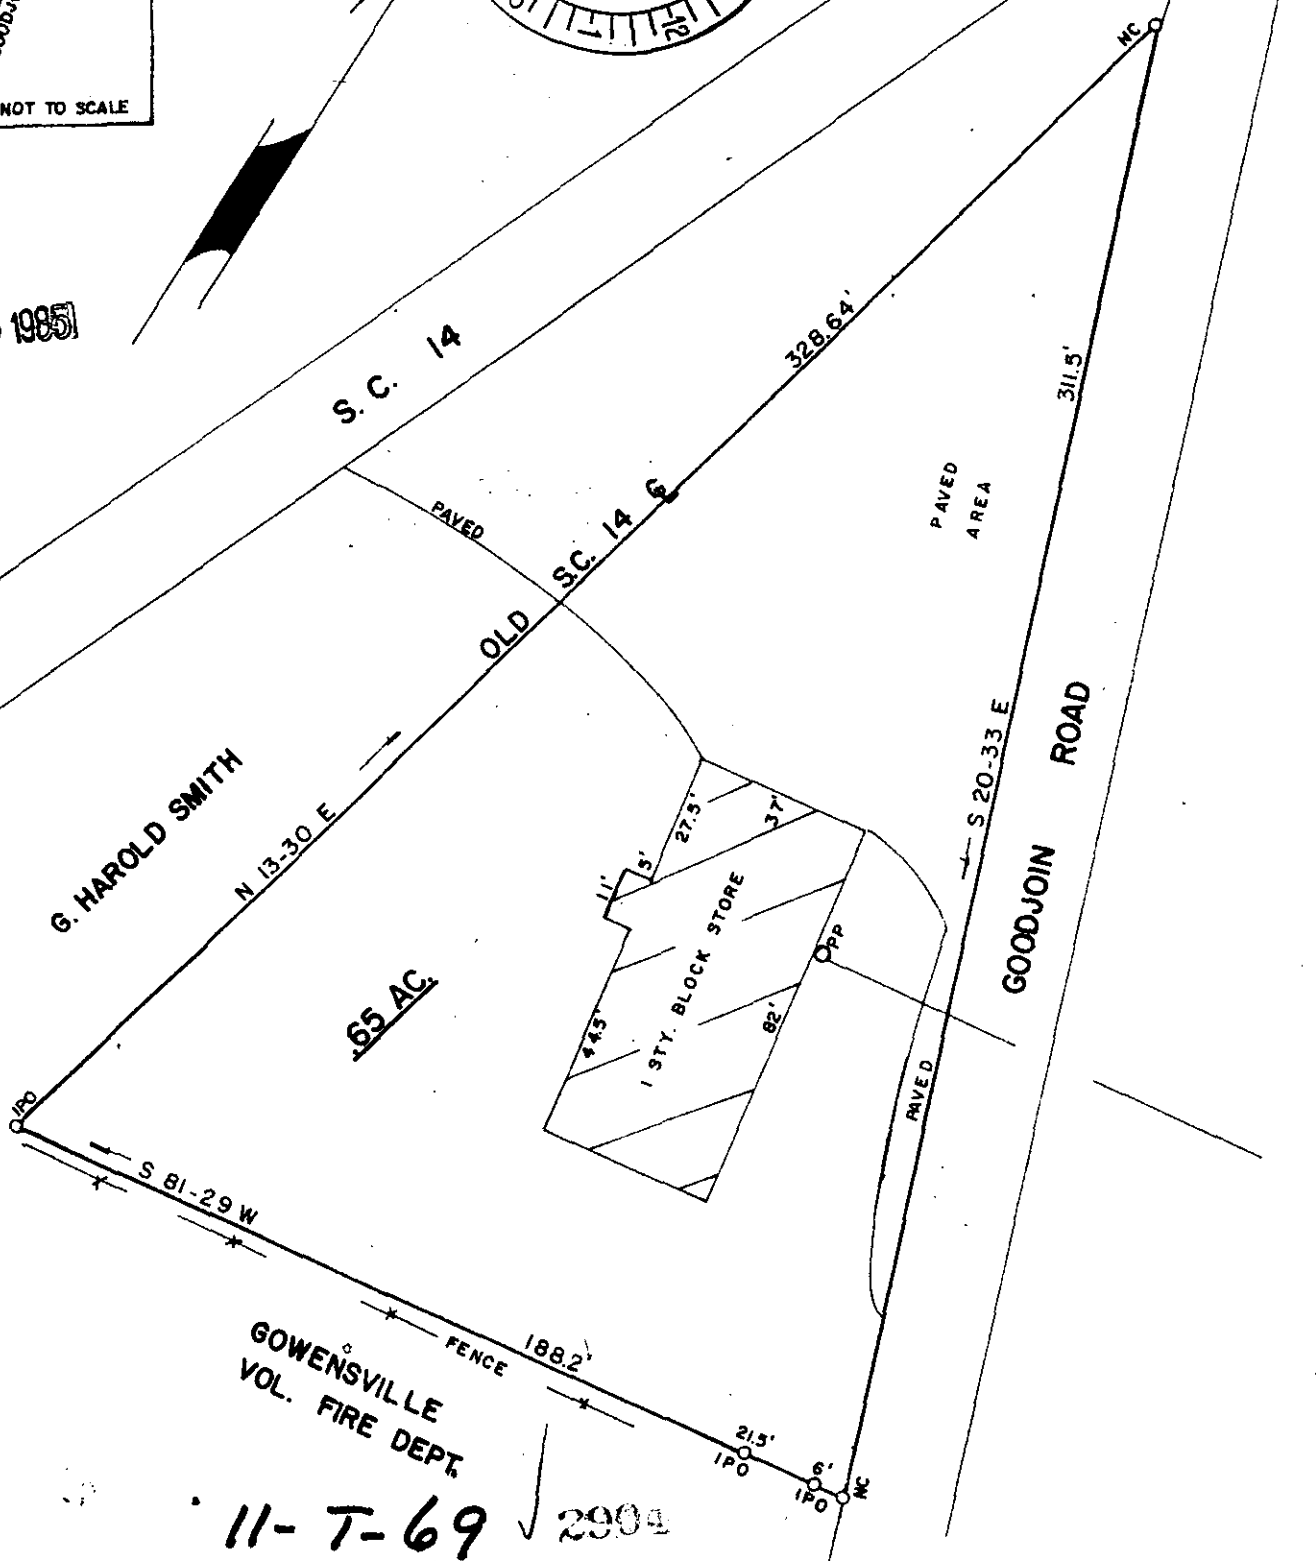 NOT TO SCALE
12
1
NC
1985
S. C. 14
328.64'
311.5'
PAVED
AREA
PAVED
OLD S.C. 14 ℄
G. HAROLD SMITH
N 13-30 E
S 20-33 E
GOODJOIN ROAD
27.5'
37'
5'
11'
1 STY. BLOCK STORE
PP
.65 AC.
44.5'
82'
PAVED
IPO
S 81-29 W
FENCE
188.2'
GOWENSVILLE
VOL. FIRE DEPT.
21.5'
IPO
6'
IPO
NC
11-T-69